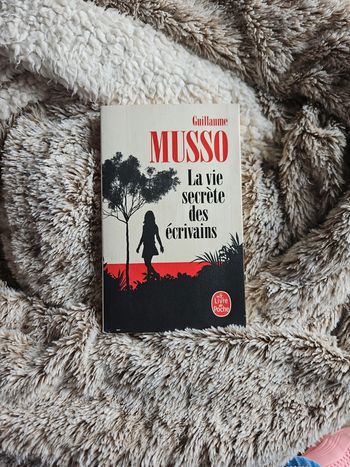 Guillaume
MUSSO
La vie
secrète
des
écrivains
Le
Livre
de
Poche